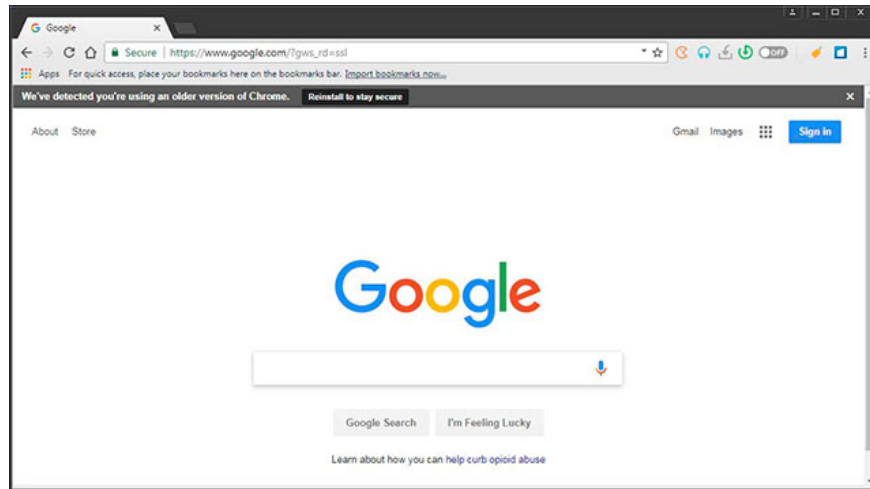 Google
Secure | https://www.google.com/?gws_rd=ssl
OFF
Apps For quick access, place your bookmarks here on the bookmarks bar. Import bookmarks now...
We've detected you're using an older version of Chrome. Reinstall to stay secure
About Store Gmail Images Sign in
Google
Google Search I'm Feeling Lucky
Learn about how you can help curb opioid abuse